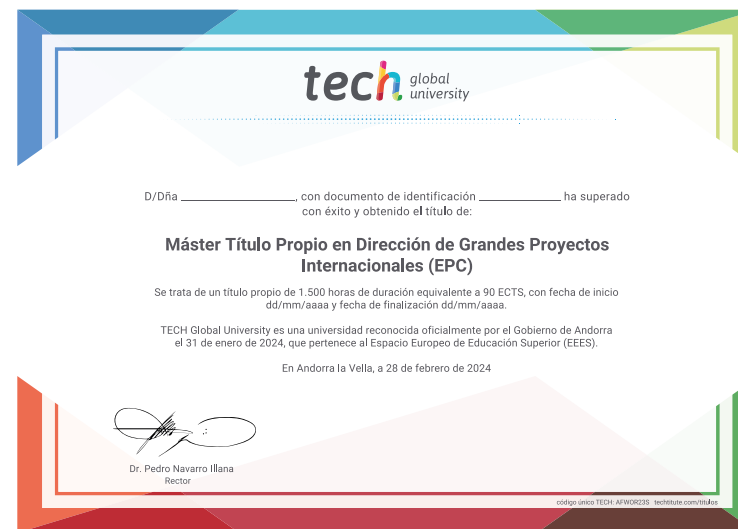 tech global university
D/Dña ____________________, con documento de identificación ______________ ha superado
con éxito y obtenido el título de:
Máster Título Propio en Dirección de Grandes Proyectos
Internacionales (EPC)
Se trata de un título propio de 1.500 horas de duración equivalente a 90 ECTS, con fecha de inicio
dd/mm/aaaa y fecha de finalización dd/mm/aaaa.
TECH Global University es una universidad reconocida oficialmente por el Gobierno de Andorra
el 31 de enero de 2024, que pertenece al Espacio Europeo de Educación Superior (EEES).
En Andorra la Vella, a 28 de febrero de 2024
Dr. Pedro Navarro Illana
Rector
código único TECH: AFWOR23S techtitute.com/titulos